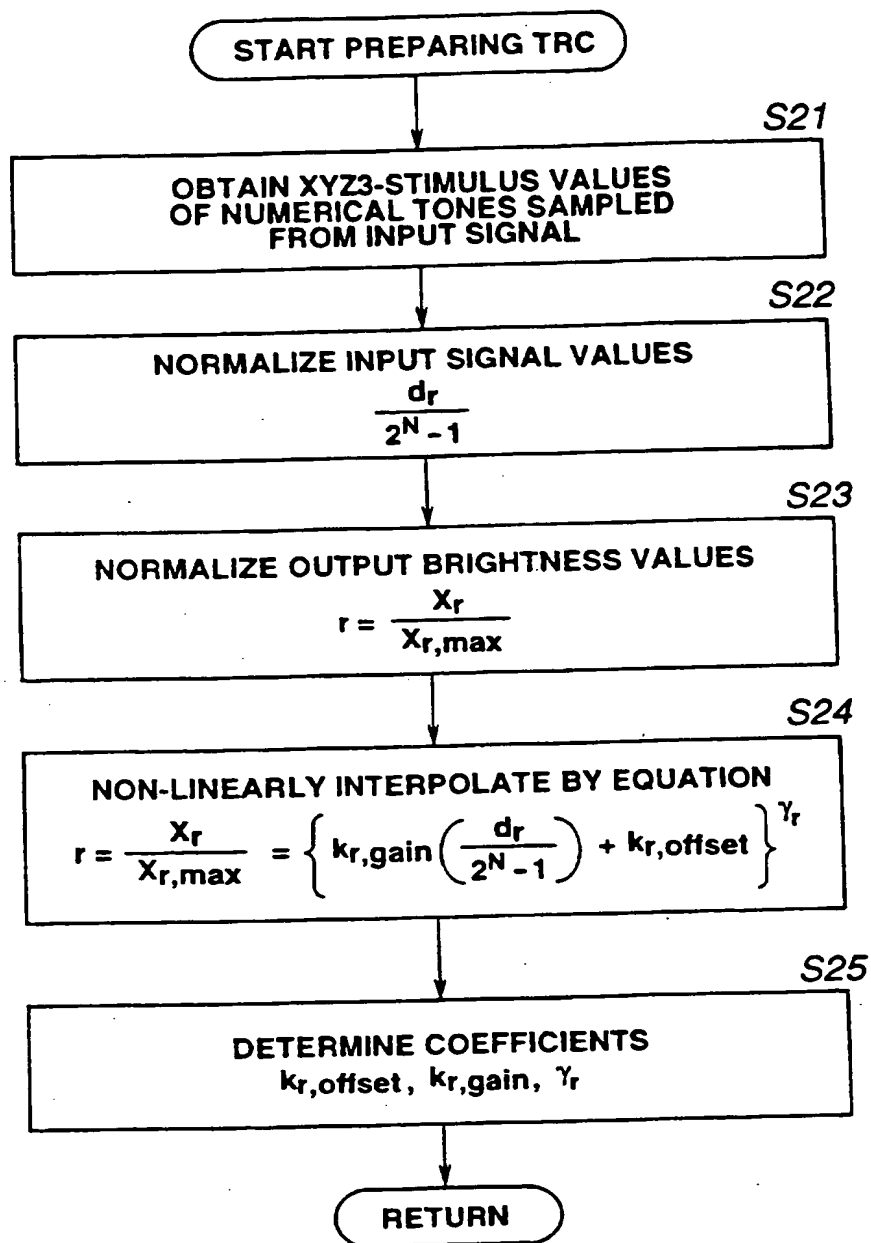 START PREPARING TRC
S21
OBTAIN XYZ3-STIMULUS VALUES
OF NUMERICAL TONES SAMPLED
FROM INPUT SIGNAL
S22
NORMALIZE INPUT SIGNAL VALUES
dr / 2^N - 1
S23
NORMALIZE OUTPUT BRIGHTNESS VALUES
r = Xr / Xr,max
S24
NON-LINEARLY INTERPOLATE BY EQUATION
r = Xr / Xr,max = { kr,gain ( dr / 2^N - 1 ) + kr,offset }^γr
S25
DETERMINE COEFFICIENTS
kr,offset, kr,gain, γr
RETURN